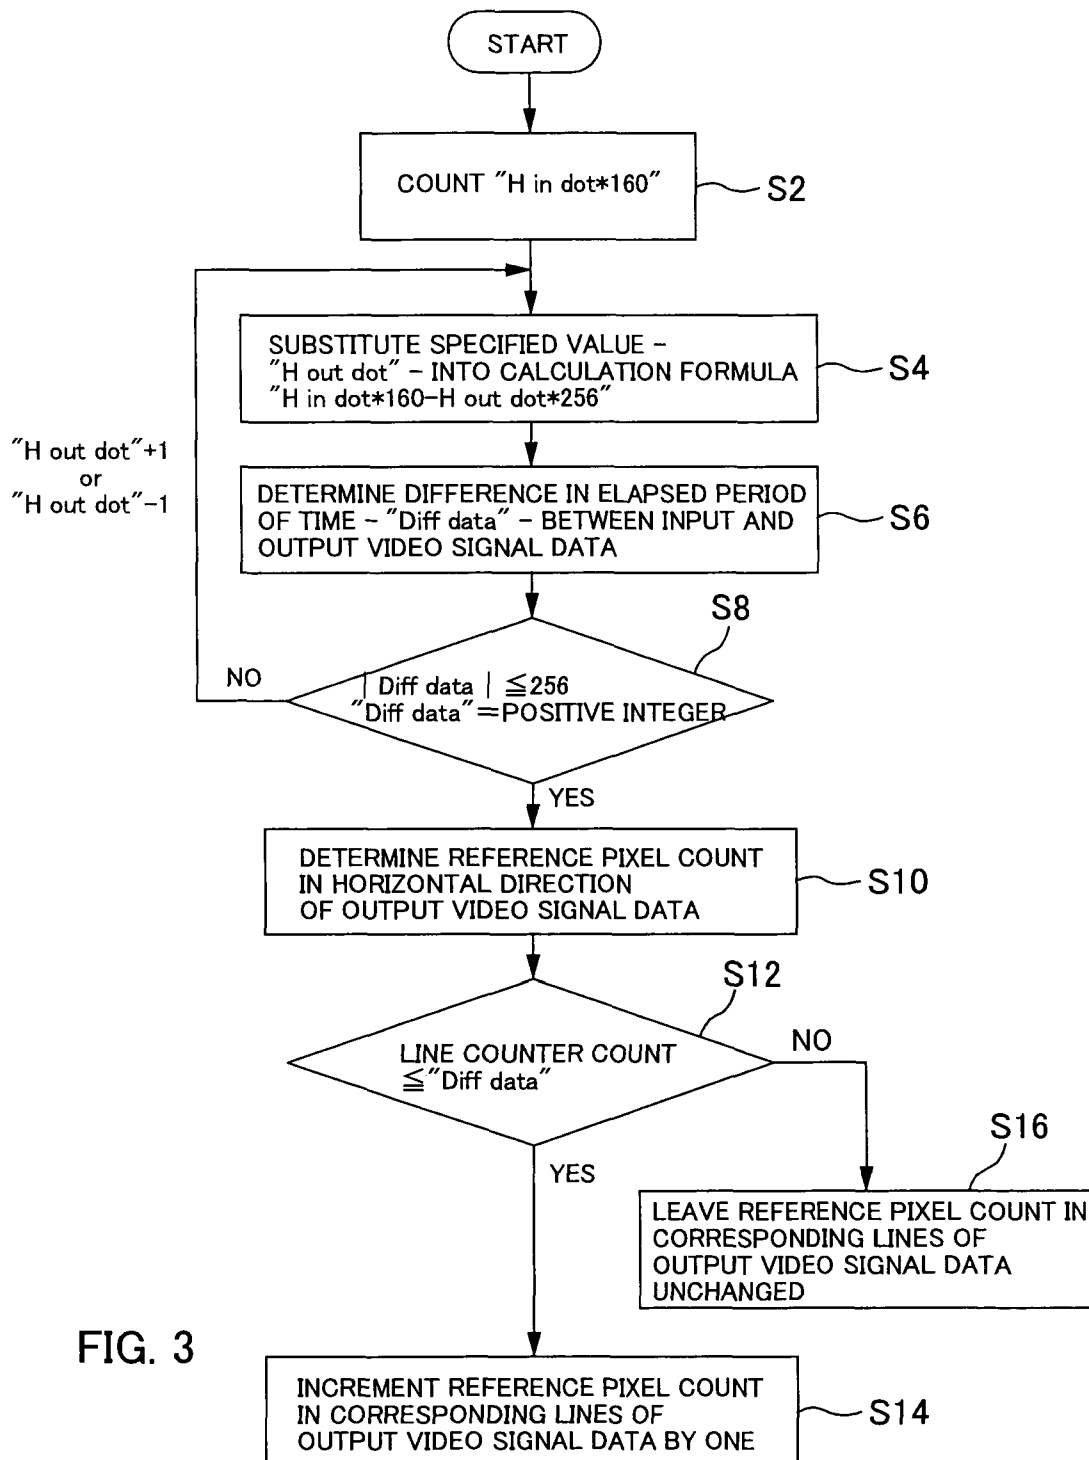 START
COUNT "H in dot*160"
S2
SUBSTITUTE SPECIFIED VALUE –
"H out dot" – INTO CALCULATION FORMULA
"H in dot*160–H out dot*256"
S4
"H out dot"+1
or
"H out dot"–1
DETERMINE DIFFERENCE IN ELAPSED PERIOD
OF TIME – "Diff data" – BETWEEN INPUT AND
OUTPUT VIDEO SIGNAL DATA
S6
S8
NO
| Diff data | ≦256
"Diff data"=POSITIVE INTEGER
YES
DETERMINE REFERENCE PIXEL COUNT
IN HORIZONTAL DIRECTION
OF OUTPUT VIDEO SIGNAL DATA
S10
S12
LINE COUNTER COUNT
≦"Diff data"
NO
YES
S16
LEAVE REFERENCE PIXEL COUNT IN
CORRESPONDING LINES OF
OUTPUT VIDEO SIGNAL DATA
UNCHANGED
FIG. 3
INCREMENT REFERENCE PIXEL COUNT
IN CORRESPONDING LINES OF
OUTPUT VIDEO SIGNAL DATA BY ONE
S14